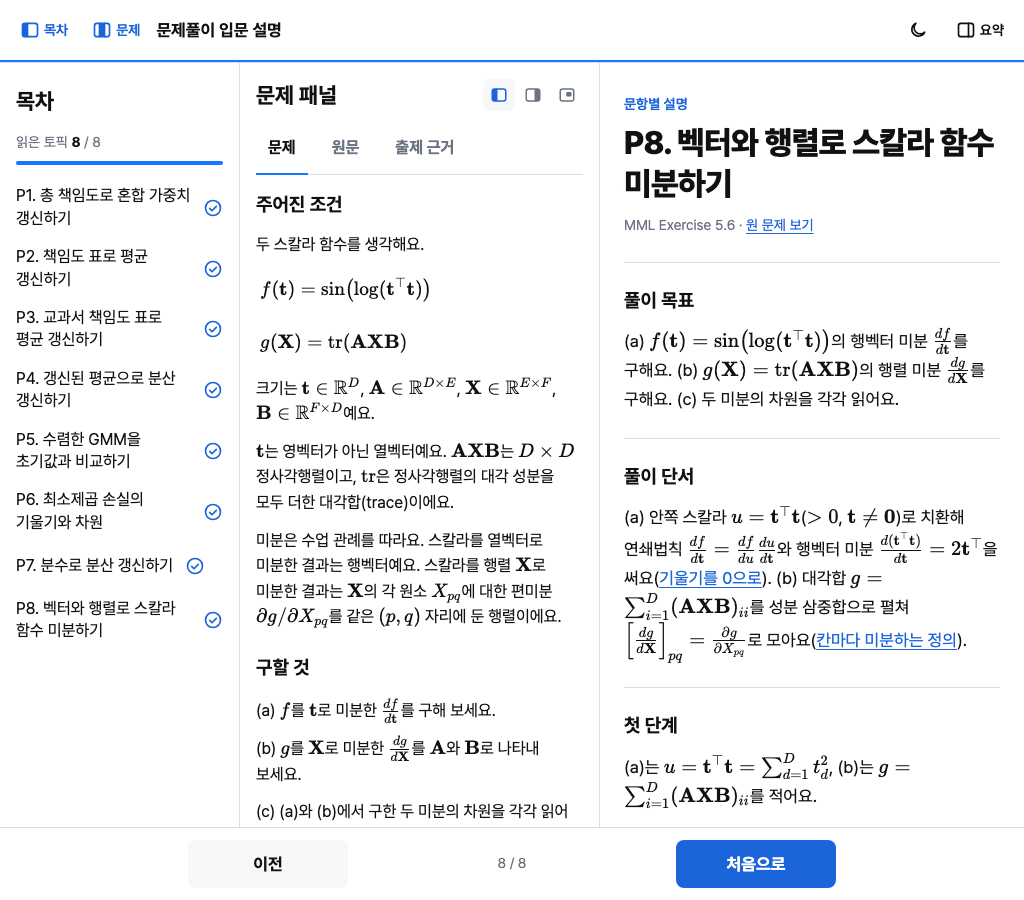 목차
문제
문제풀이 입문 설명
요약
목차
읽은 토픽 8 / 8
P1. 총 책임도로 혼합 가중치
갱신하기
P2. 책임도 표로 평균
갱신하기
P3. 교과서 책임도 표로
평균 갱신하기
P4. 갱신된 평균으로 분산
갱신하기
P5. 수렴한 GMM을
초기값과 비교하기
P6. 최소제곱 손실의
기울기와 차원
P7. 분수로 분산 갱신하기
P8. 벡터와 행렬로 스칼라
함수 미분하기
문제 패널
문제 원문 출제 근거
주어진 조건
두 스칼라 함수를 생각해요.
f(t) = sin(log(t⊤t))
g(X) = tr(AXB)
크기는 t ∈ ℝ^D, A ∈ ℝ^{D×E}, X ∈ ℝ^{E×F},
B ∈ ℝ^{F×D}예요.
t는 영벡터가 아닌 열벡터예요. AXB는 D × D
정사각행렬이고, tr은 정사각행렬의 대각 성분을
모두 더한 대각합(trace)이에요.
미분은 수업 관례를 따라요. 스칼라를 열벡터로
미분한 결과는 행벡터예요. 스칼라를 행렬 X로
미분한 결과는 X의 각 원소 X_{pq}에 대한 편미분
∂g/∂X_{pq}를 같은 (p, q) 자리에 둔 행렬이에요.
구할 것
(a) f를 t로 미분한 df/dt를 구해 보세요.
(b) g를 X로 미분한 dg/dX를 A와 B로 나타내
보세요.
(c) (a)와 (b)에서 구한 두 미분의 차원을 각각 읽어
문항별 설명
P8. 벡터와 행렬로 스칼라 함수
미분하기
MML Exercise 5.6 · 원 문제 보기
풀이 목표
(a) f(t) = sin(log(t⊤t))의 행벡터 미분 df/dt를
구해요. (b) g(X) = tr(AXB)의 행렬 미분 dg/dX를
구해요. (c) 두 미분의 차원을 각각 읽어요.
풀이 단서
(a) 안쪽 스칼라 u = t⊤t(> 0, t ≠ 0)로 치환해
연쇄법칙 df/dt = df/du du/dt와 행벡터 미분 d(t⊤t)/dt = 2t⊤을
써요(기울기를 0으로). (b) 대각합 g =
∑_{i=1}^{D}(AXB)_{ii}를 성분 삼중합으로 펼쳐
[dg/dX]_{pq} = ∂g/∂X_{pq}로 모아요(칸마다 미분하는 정의).
첫 단계
(a)는 u = t⊤t = ∑_{d=1}^{D} t_d^2, (b)는 g =
∑_{i=1}^{D}(AXB)_{ii}를 적어요.
이전
8 / 8
처음으로